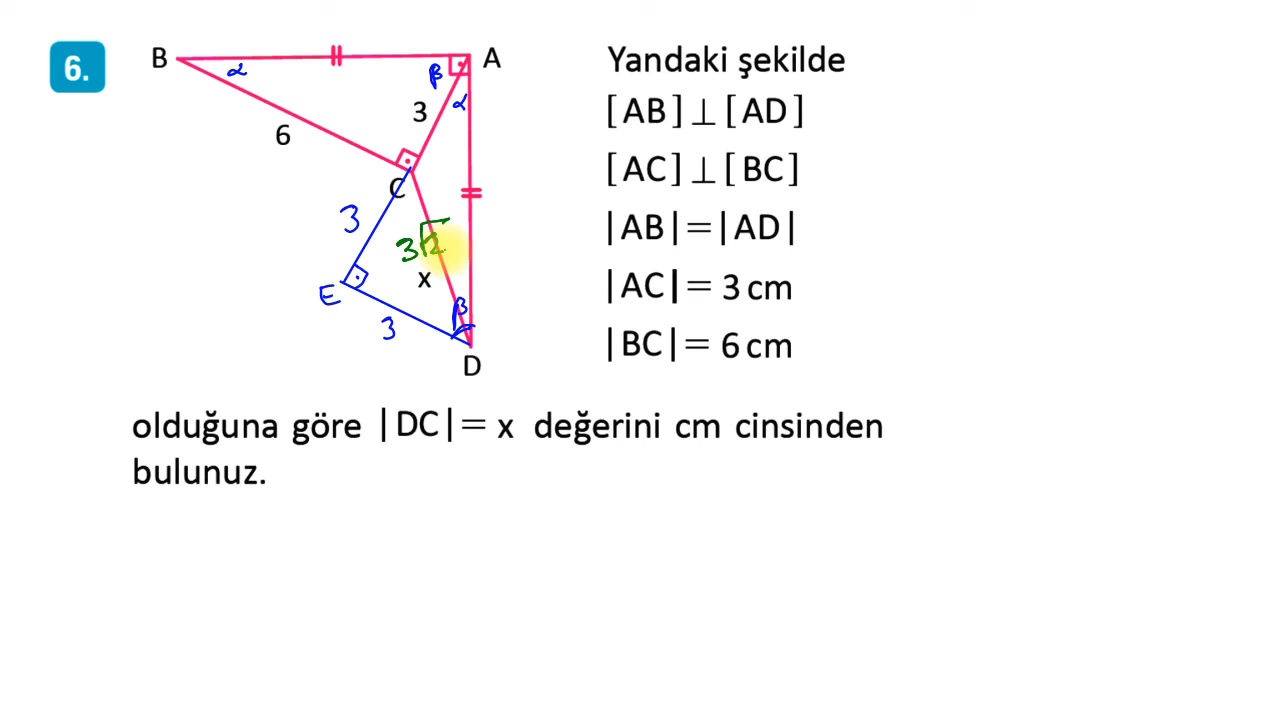 6.
B
A
α
β
3
α
6
C
3
3√2
x
E
β
3
D
Yandaki şekilde
[AB]⊥[AD]
[AC]⊥[BC]
|AB|=|AD|
|AC|= 3 cm
|BC|= 6 cm
olduğuna göre |DC|= x değerini cm cinsinden
bulunuz.